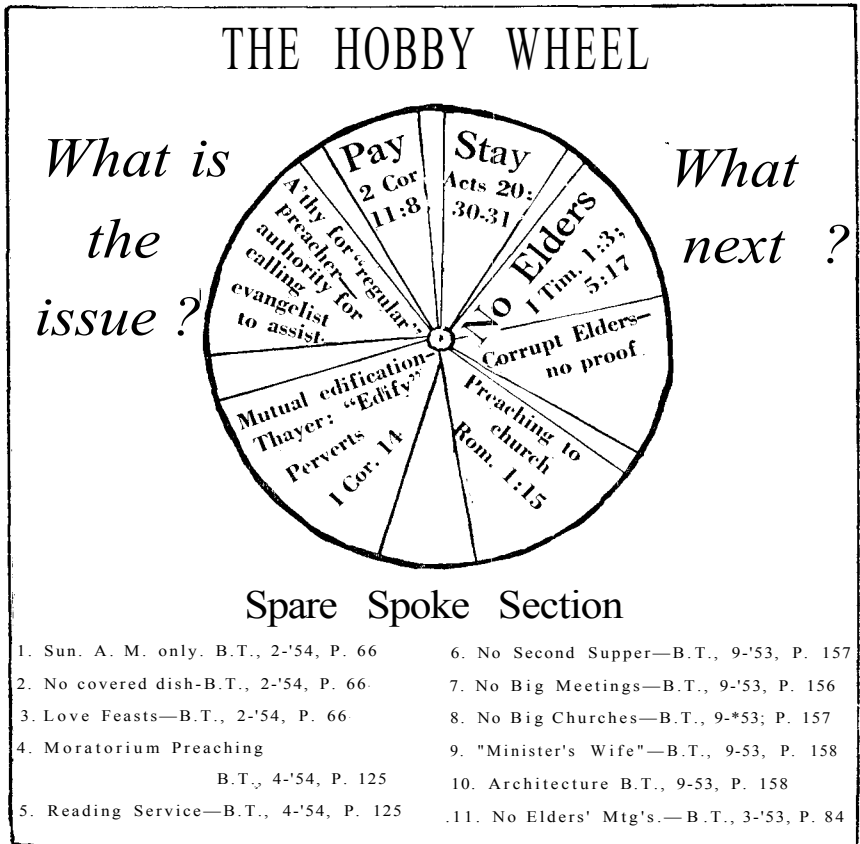 THE HOBBY WHEEL
What is
the
issue ?
What
next ?
Pay
2 Cor
11:8
Stay
Acts 20:
30-31
No Elders
1 Tim. 1:3;
5:17
Corrupt Elders—
no proof.
Preaching to
church
Rom. 1:15
Mutual edification—
Thayer: “Edify”
Perverts
1 Cor. 14
A'thy for “regular”
preacher—
authority for
calling
evangelist
to assist.
Spare Spoke Section
1. Sun. A. M. only. B.T., 2-'54, P. 66
2. No covered dish-B.T., 2-'54, P. 66
3. Love Feasts—B.T., 2-'54, P. 66
4. Moratorium Preaching
B.T., 4-'54, P. 125
5. Reading Service—B.T., 4-'54, P. 125
6. No Second Supper—B.T., 9-'53, P. 157
7. No Big Meetings—B.T., 9-'53, P. 156
8. No Big Churches—B.T., 9-*53; P. 157
9. "Minister's Wife"—B.T., 9-53, P. 158
10. Architecture B.T., 9-53, P. 158
.11. No Elders' Mtg's.—B.T., 3-'53, P. 84